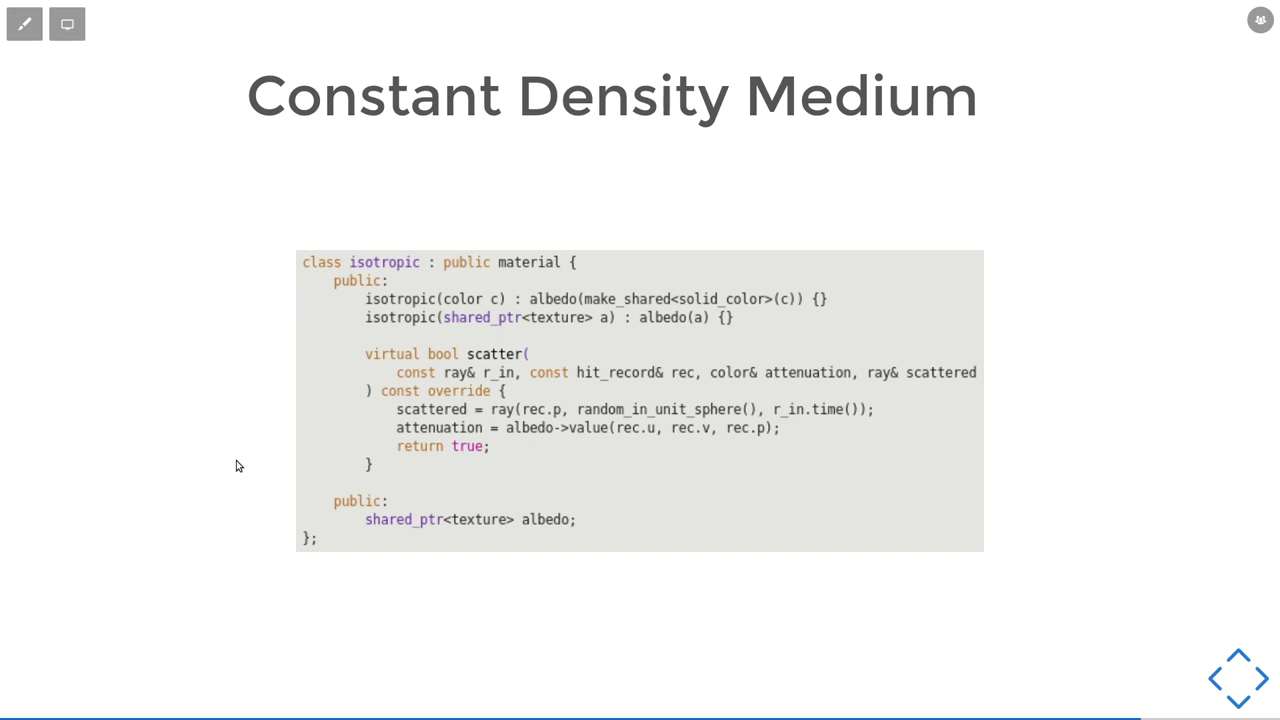 Constant Density Medium
class isotropic : public material {
    public:
        isotropic(color c) : albedo(make_shared<solid_color>(c)) {}
        isotropic(shared_ptr<texture> a) : albedo(a) {}

        virtual bool scatter(
            const ray& r_in, const hit_record& rec, color& attenuation, ray& scattered
        ) const override {
            scattered = ray(rec.p, random_in_unit_sphere(), r_in.time());
            attenuation = albedo->value(rec.u, rec.v, rec.p);
            return true;
        }

    public:
        shared_ptr<texture> albedo;
};